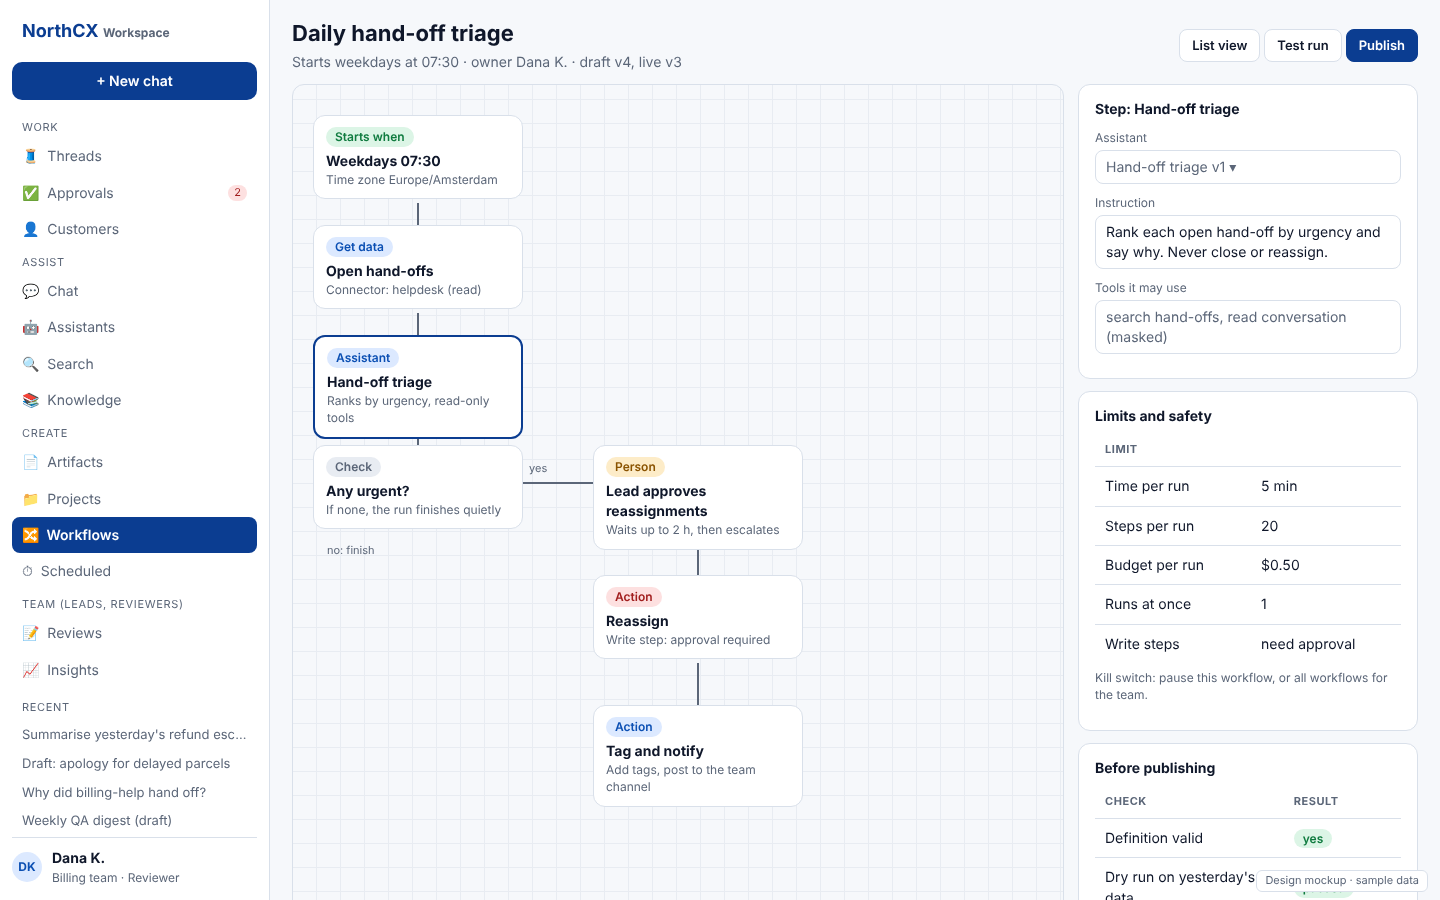 NorthCX Workspace
+ New chat
WORK
Threads
Approvals 2
Customers
ASSIST
Chat
Assistants
Search
Knowledge
CREATE
Artifacts
Projects
Workflows
Scheduled
TEAM (LEADS, REVIEWERS)
Reviews
Insights
RECENT
Summarise yesterday's refund esc...
Draft: apology for delayed parcels
Why did billing-help hand off?
Weekly QA digest (draft)
DK
Dana K.
Billing team · Reviewer
Daily hand-off triage
Starts weekdays at 07:30 · owner Dana K. · draft v4, live v3
List view
Test run
Publish
Starts when
Weekdays 07:30
Time zone Europe/Amsterdam
Get data
Open hand-offs
Connector: helpdesk (read)
Assistant
Hand-off triage
Ranks by urgency, read-only
tools
Check
Any urgent?
If none, the run finishes quietly
yes
no: finish
Person
Lead approves
reassignments
Waits up to 2 h, then escalates
Action
Reassign
Write step: approval required
Action
Tag and notify
Add tags, post to the team
channel
Step: Hand-off triage
Assistant
Hand-off triage v1 ▾
Instruction
Rank each open hand-off by urgency and
say why. Never close or reassign.
Tools it may use
search hand-offs, read conversation
(masked)
Limits and safety
LIMIT
Time per run 5 min
Steps per run 20
Budget per run $0.50
Runs at once 1
Write steps need approval
Kill switch: pause this workflow, or all workflows for
the team.
Before publishing
CHECK RESULT
Definition valid yes
Dry run on yesterday's
data
Design mockup · sample data